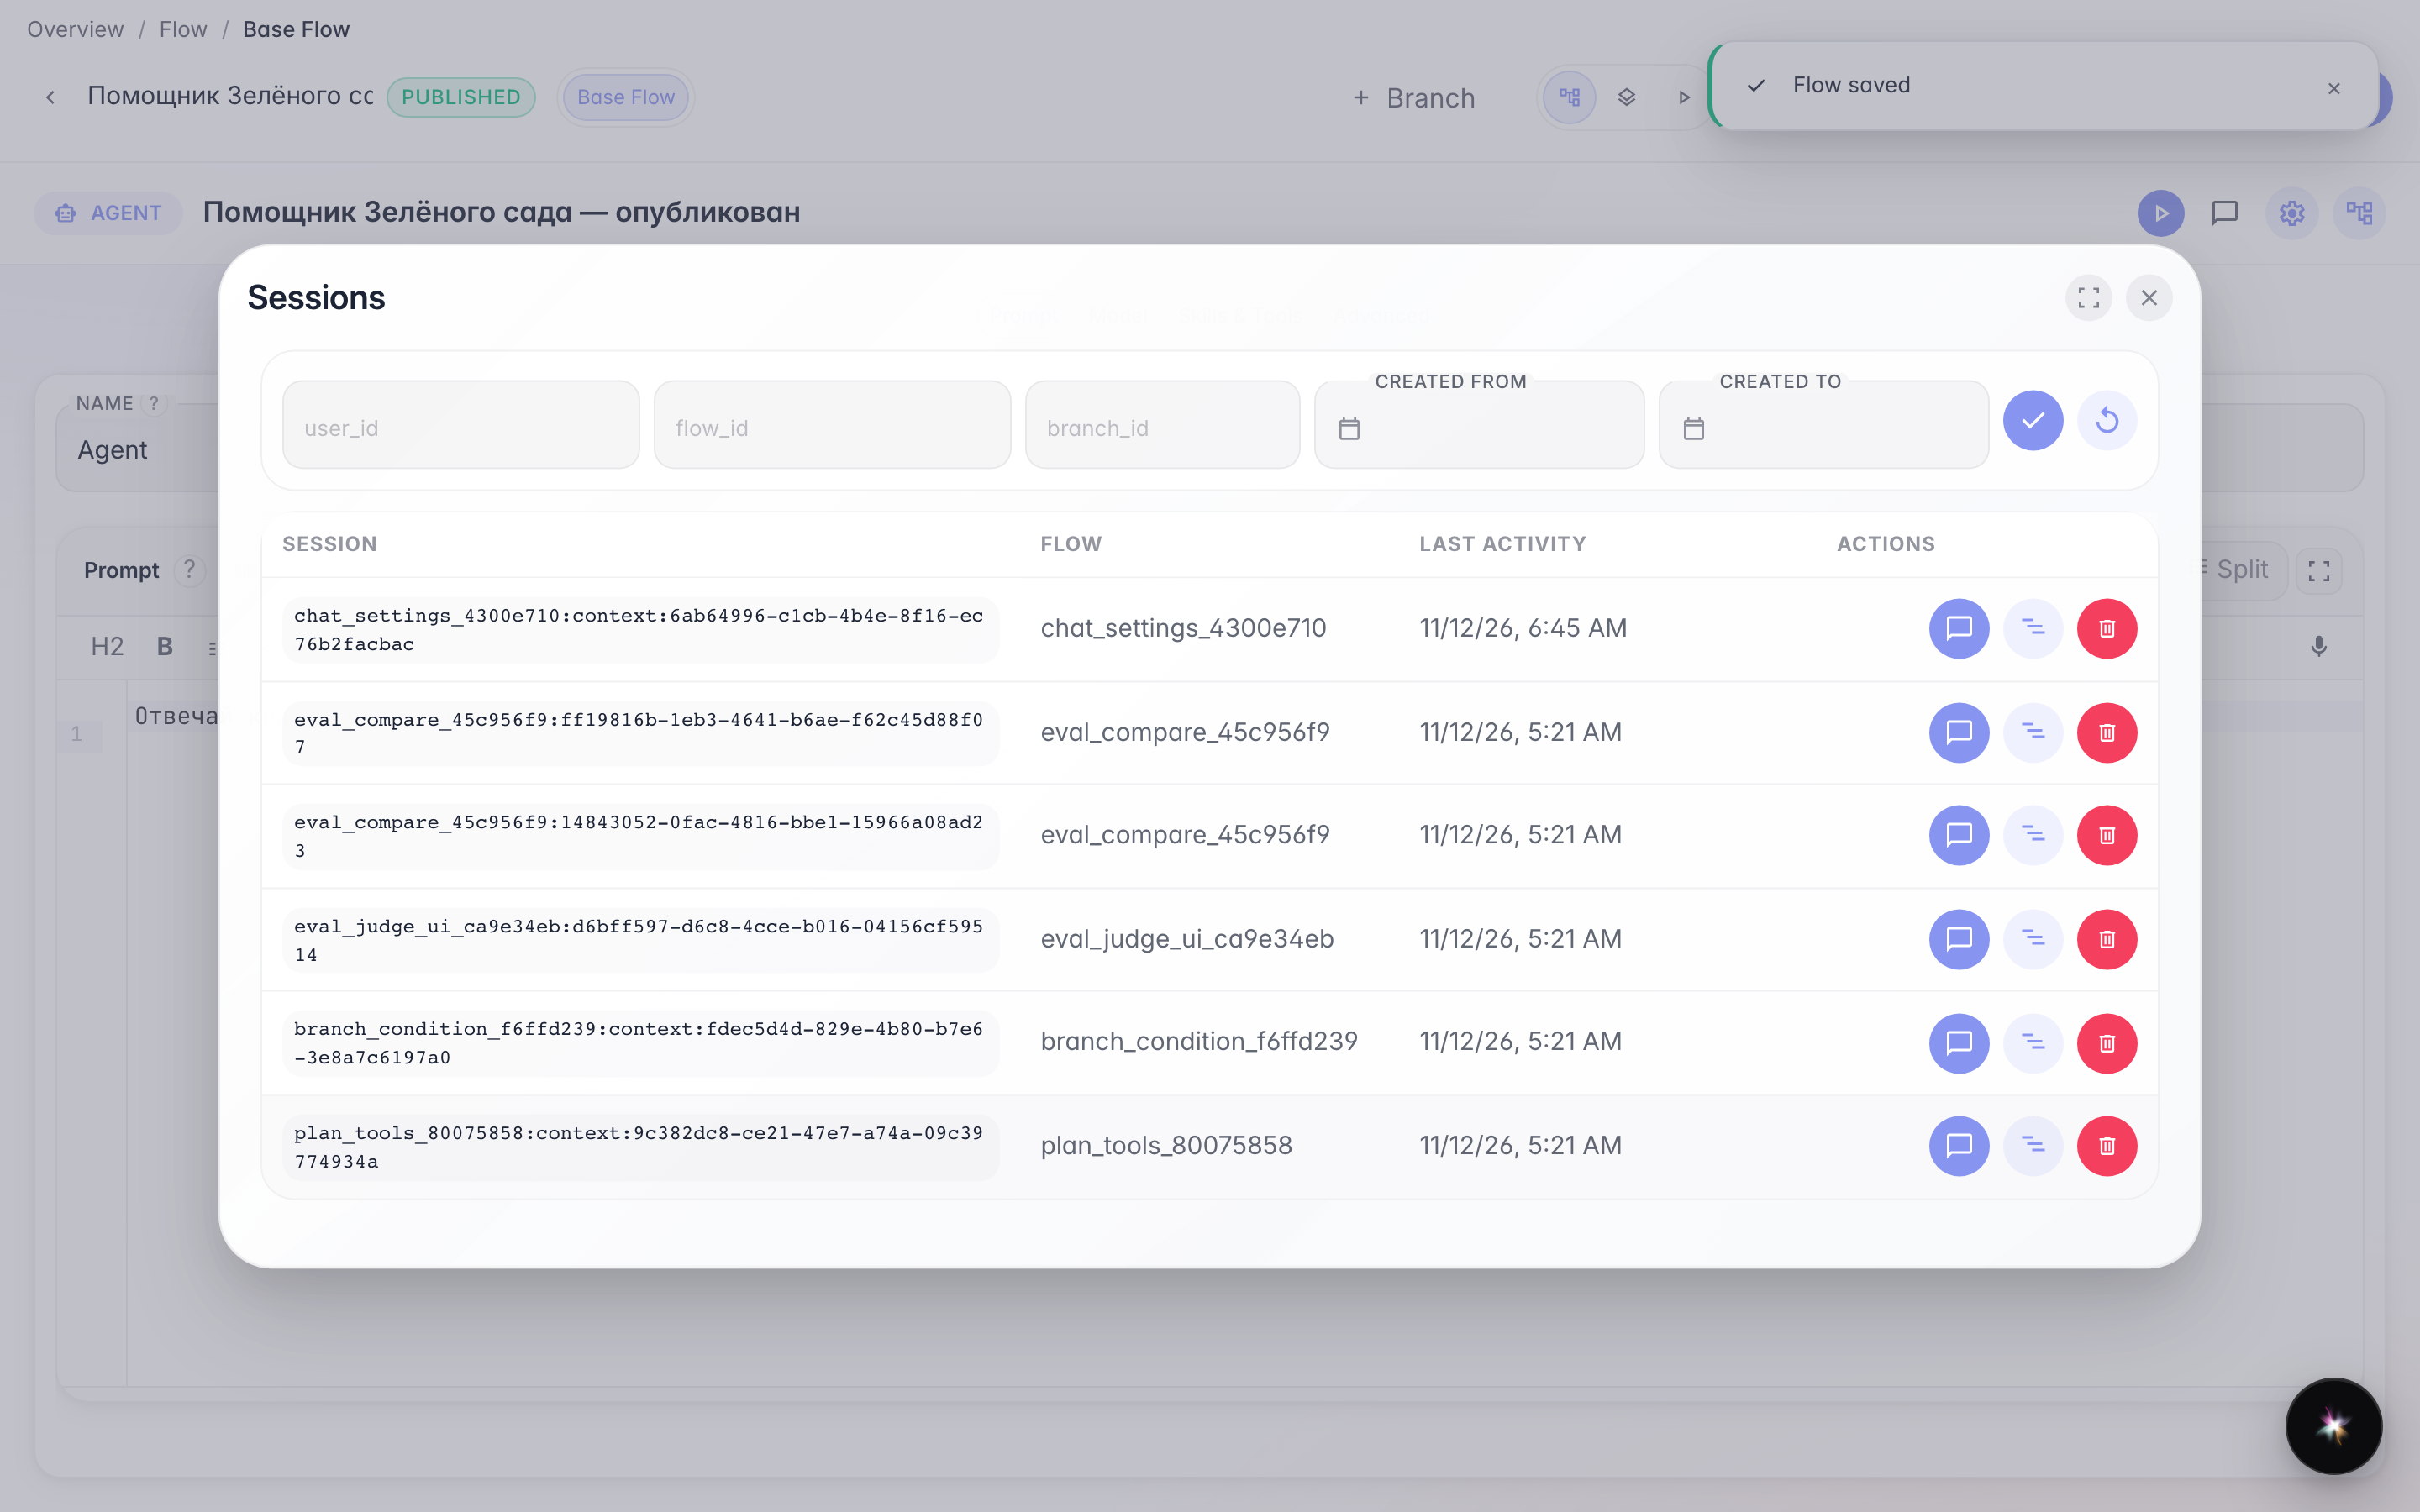 Overview / Flow / Base Flow
Помощник Зелёного са
PUBLISHED
Base Flow
+ Branch
Flow saved
AGENT
Помощник Зелёного сада — опубликован
Sessions
NAME ?
Agent
user_id
flow_id
branch_id
CREATED FROM
CREATED TO
Prompt ?
Split
H2 B
1
Отвеча
SESSION FLOW LAST ACTIVITY ACTIONS
chat_settings_4300e710:context:6ab64996-c1cb-4b4e-8f16-ec
76b2facbac
chat_settings_4300e710
11/12/26, 6:45 AM
eval_compare_45c956f9:ff19816b-1eb3-4641-b6ae-f62c45d88f0
7
eval_compare_45c956f9
11/12/26, 5:21 AM
eval_compare_45c956f9:14843052-0fac-4816-bbe1-15966a08ad2
3
eval_compare_45c956f9
11/12/26, 5:21 AM
eval_judge_ui_ca9e34eb:d6bff597-d6c8-4cce-b016-04156cf595
14
eval_judge_ui_ca9e34eb
11/12/26, 5:21 AM
branch_condition_f6ffd239:context:fdec5d4d-829e-4b80-b7e6
-3e8a7c6197a0
branch_condition_f6ffd239
11/12/26, 5:21 AM
plan_tools_80075858:context:9c382dc8-ce21-47e7-a74a-09c39
774934a
plan_tools_80075858
11/12/26, 5:21 AM